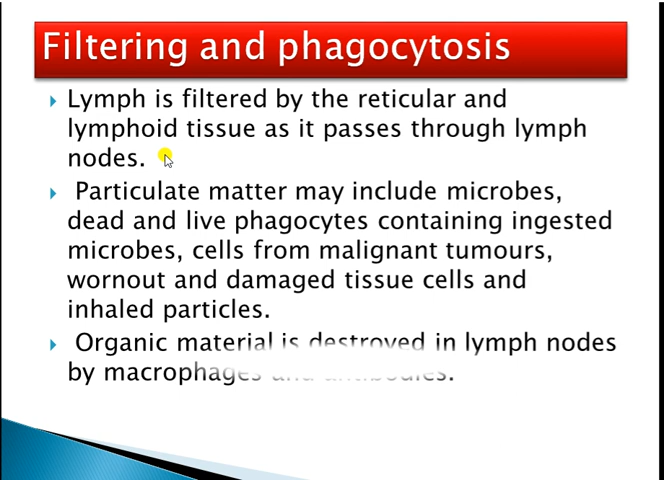 Filtering and phagocytosis
Lymph is filtered by the reticular and
lymphoid tissue as it passes through lymph
nodes.
Particulate matter may include microbes,
dead and live phagocytes containing ingested
microbes, cells from malignant tumours,
wornout and damaged tissue cells and
inhaled particles.
Organic material is destroyed in lymph nodes
by macrophages and antibodies.